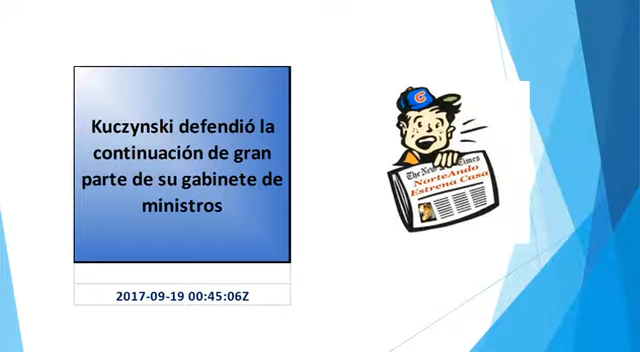 Kuczynski defendió la
continuación de gran
parte de su gabinete de
ministros
2017-09-19 00:45:06Z
C
The New Times
NorteAndo
Estrena Casa